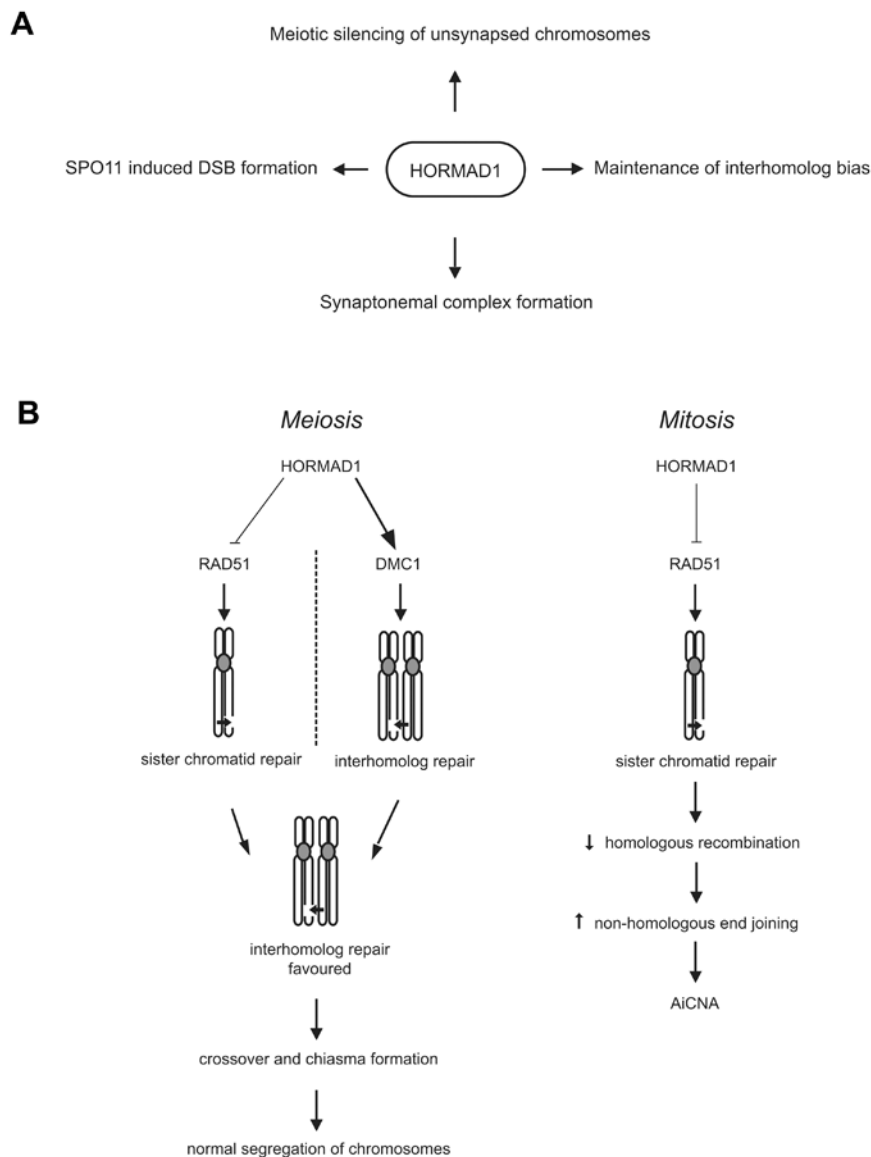 A
Meiotic silencing of unsynapsed chromosomes
SPO11 induced DSB formation
HORMAD1
Maintenance of interhomolog bias
Synaptonemal complex formation
B
Meiosis
Mitosis
HORMAD1
HORMAD1
RAD51
DMC1
RAD51
sister chromatid repair
interhomolog repair
sister chromatid repair
↓ homologous recombination
↑ non-homologous end joining
interhomolog repair
favoured
AiCNA
crossover and chiasma formation
normal segregation of chromosomes